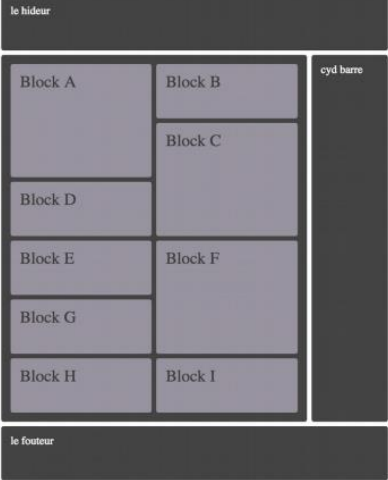 le hideur
Block A
Block B
cyd barre
Block C
Block D
Block E
Block F
Block G
Block H
Block I
le fouteur